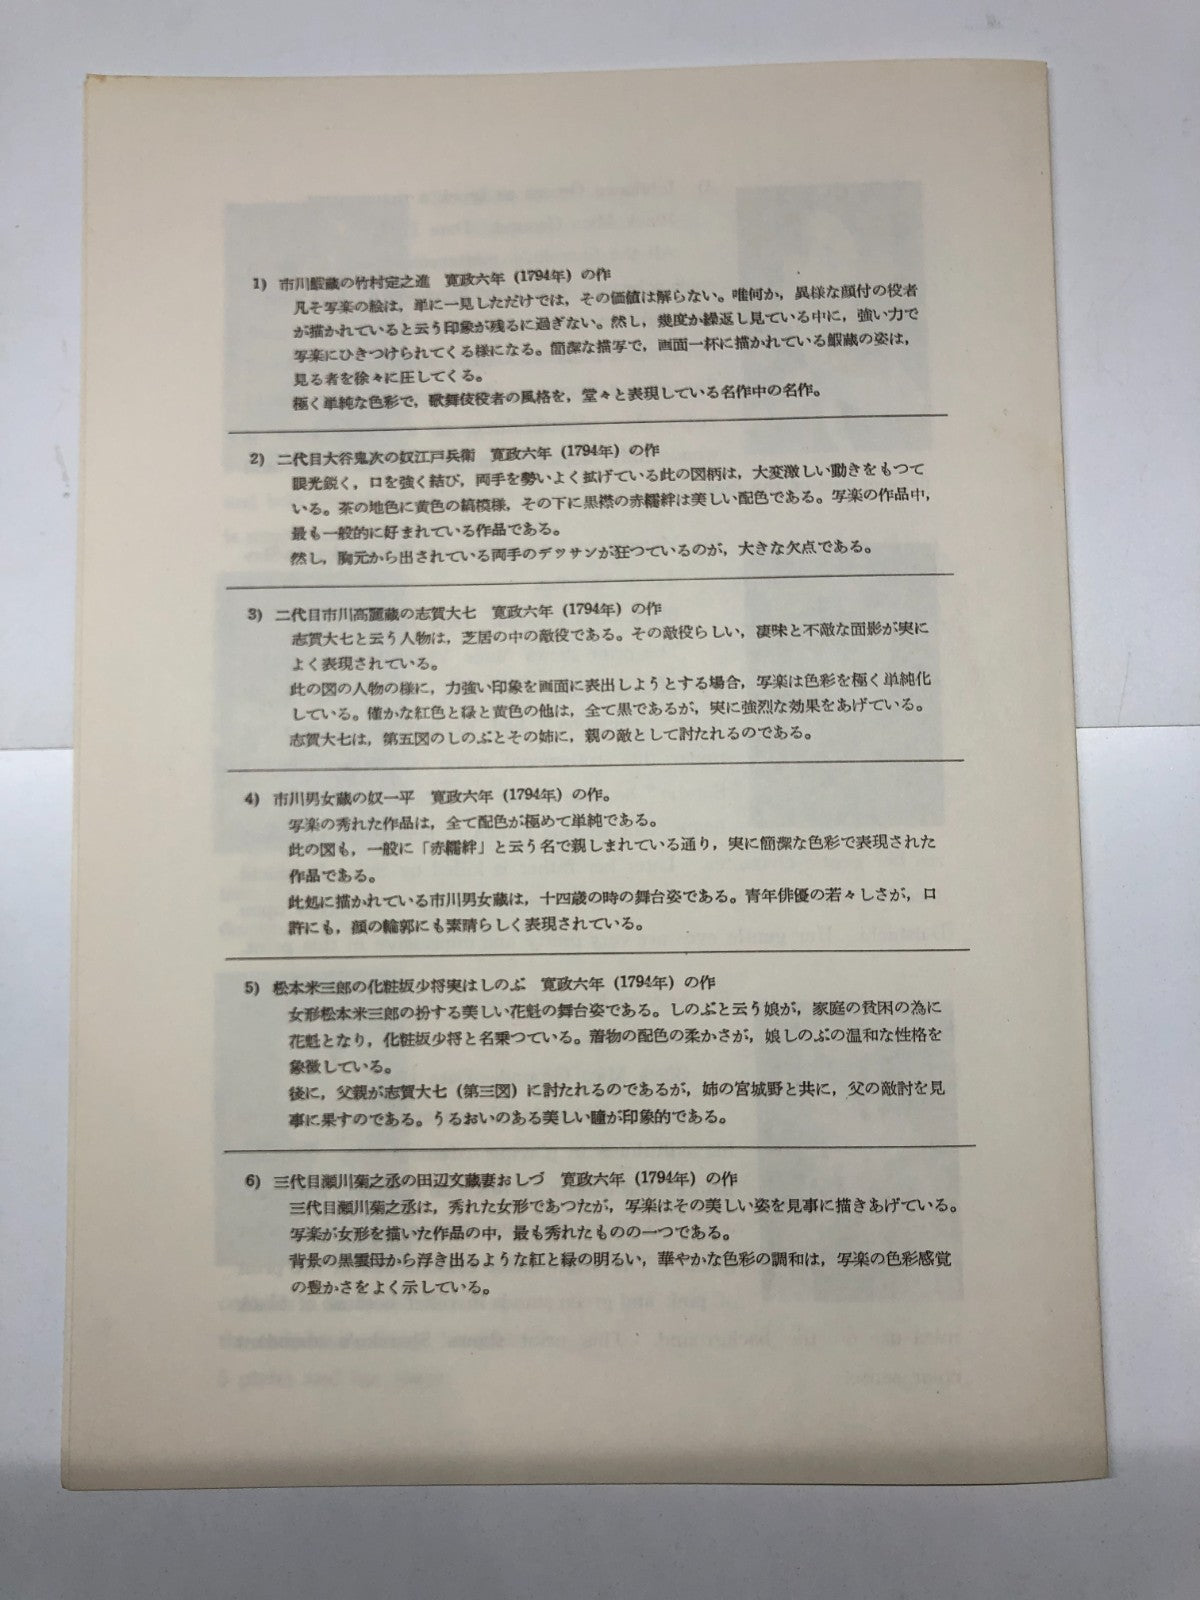 1) 市川鰕蔵の竹村定之進　寛政六年（1794年）の作
凡そ写楽の絵は，単に一見しただけでは，その価値は解らない。唯何か，異様な顔付の役者
が描かれていると云う印象が残るに過ぎない。然し，幾度か繰返し見ている中に，強い力で
写楽にひきつけられてくる様になる。簡潔な描写で，画面一杯に描かれている鰕蔵の姿は，
見る者を徐々に圧してくる。
極く単純な色彩で，歌舞伎役者の風格を，堂々と表現している名作中の名作。
2) 二代目大谷鬼次の奴江戸兵衛　寛政六年（1794年）の作
眼光鋭く，口を強く結び，両手を勢いよく拡げている此の図柄は，大変激しい動きをもつて
いる。茶の地色に黄色の縞模様，その下に黒襟の赤襦絆は美しい配色である。写楽の作品中，
最も一般的に好まれている作品である。
然し，胸元から出されている両手のデツサンが狂つているのが，大きな欠点である。
3) 二代目市川高麗蔵の志賀大七　寛政六年（1794年）の作
志賀大七と云う人物は，芝居の中の敵役である。その敵役らしい，凄味と不敵な面影が実に
よく表現されている。
此の図の人物の様に，力強い印象を画面に表出しようとする場合，写楽は色彩を極く単純化
している。僅かな紅色と緑と黄色の他は，全て黒であるが，実に強烈な効果をあげている。
志賀大七は，第五図のしのぶとその姉に，親の敵として討たれるのである。
4) 市川男女蔵の奴一平　寛政六年（1794年）の作。
写楽の秀れた作品は，全て配色が極めて単純である。
此の図も，一般に「赤襦絆」と云う名で親しまれている通り，実に簡潔な色彩で表現された
作品である。
此処に描かれている市川男女蔵は，十四歳の時の舞台姿である。青年俳優の若々しさが，口
許にも，顔の輪郭にも素晴らしく表現されている。
5) 松本米三郎の化粧坂少将実はしのぶ　寛政六年（1794年）の作
女形松本米三郎の扮する美しい花魁の舞台姿である。しのぶと云う娘が，家庭の貧困の為に
花魁となり，化粧坂少将と名乗つている。着物の配色の柔かさが，娘しのぶの温和な性格を
象徴している。
後に，父親が志賀大七（第三図）に討たれるのであるが，姉の宮城野と共に，父の敵討を見
事に果すのである。うるおいのある美しい瞳が印象的である。
6) 三代目瀬川菊之丞の田辺文蔵妻おしづ　寛政六年（1794年）の作
三代目瀬川菊之丞は，秀れた女形であつたが，写楽はその美しい姿を見事に描きあげている。
写楽が女形を描いた作品の中，最も秀れたものの一つである。
背景の黒雲母から浮き出るような紅と緑の明るい，華やかな色彩の調和は，写楽の色彩感覚
の豊かさをよく示している。